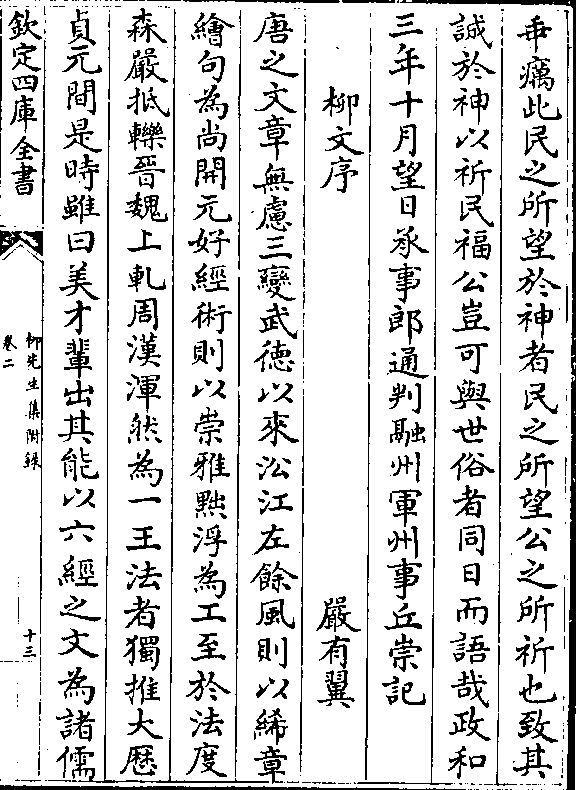 垂癘此民之所望於神者民之所望公之所祈也致其
誠於神以祈民福公豈可與世俗者同日而語哉政和
三年十月望日承事郎通判融州軍州事丘崇記
柳文序 嚴有翼
唐之文章無慮三變武徳以來沿江左餘風則以絺章
繪句為尚開元好經術則以崇雅黜浮為工至於法度
森嚴抵轢晉魏上軋周漢渾然為一王法者獨推大厯
貞元間是時雖曰美才輩出其能以六經之文為諸儒
欽定四庫全書
柳先生集附錄
卷二
十三